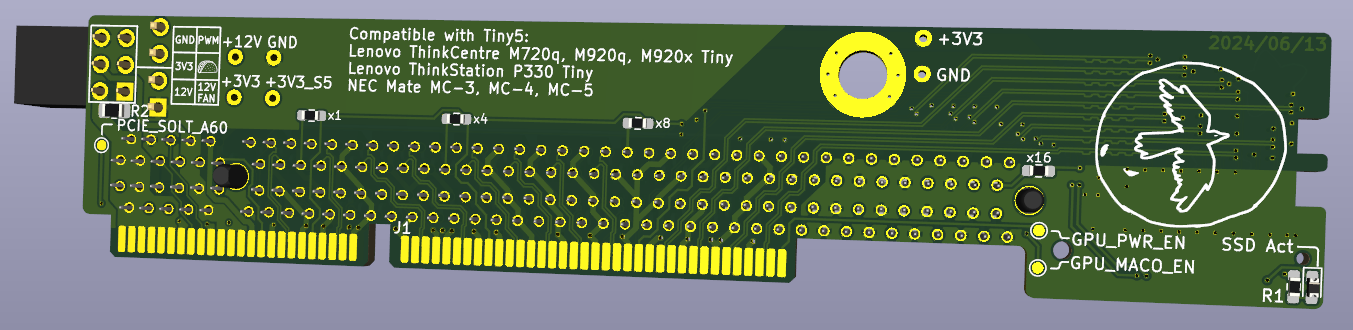 GND PWM
3V3
12V 12V FAN
+12V GND
+3V3 +3V3_S5
Compatible with Tiny5:
Lenovo ThinkCentre M720q, M920q, M920x Tiny
Lenovo ThinkStation P330 Tiny
NEC Mate MC-3, MC-4, MC-5
+3V3
GND
2024/06/13
R2
PCIE_SOLT_A60
x1
x4
x8
x16
J1
GPU_PWR_EN
GPU_MACO_EN
SSD Act
R1